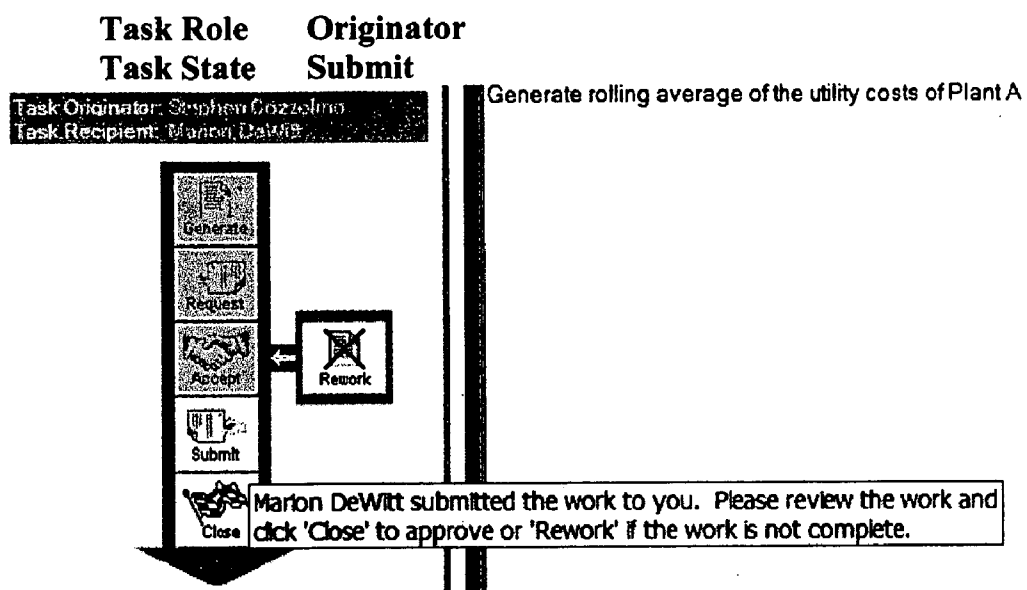 Task Role Originator
Task State Submit
Task Originator: Stephen Cozzolino
Task Recipient: Marion DeWitt
Generate rolling average of the utility costs of Plant A
Generate
Request
Accept
Rework
Submit
Close
Marion DeWitt submitted the work to you. Please review the work and
click 'Close' to approve or 'Rework' if the work is not complete.